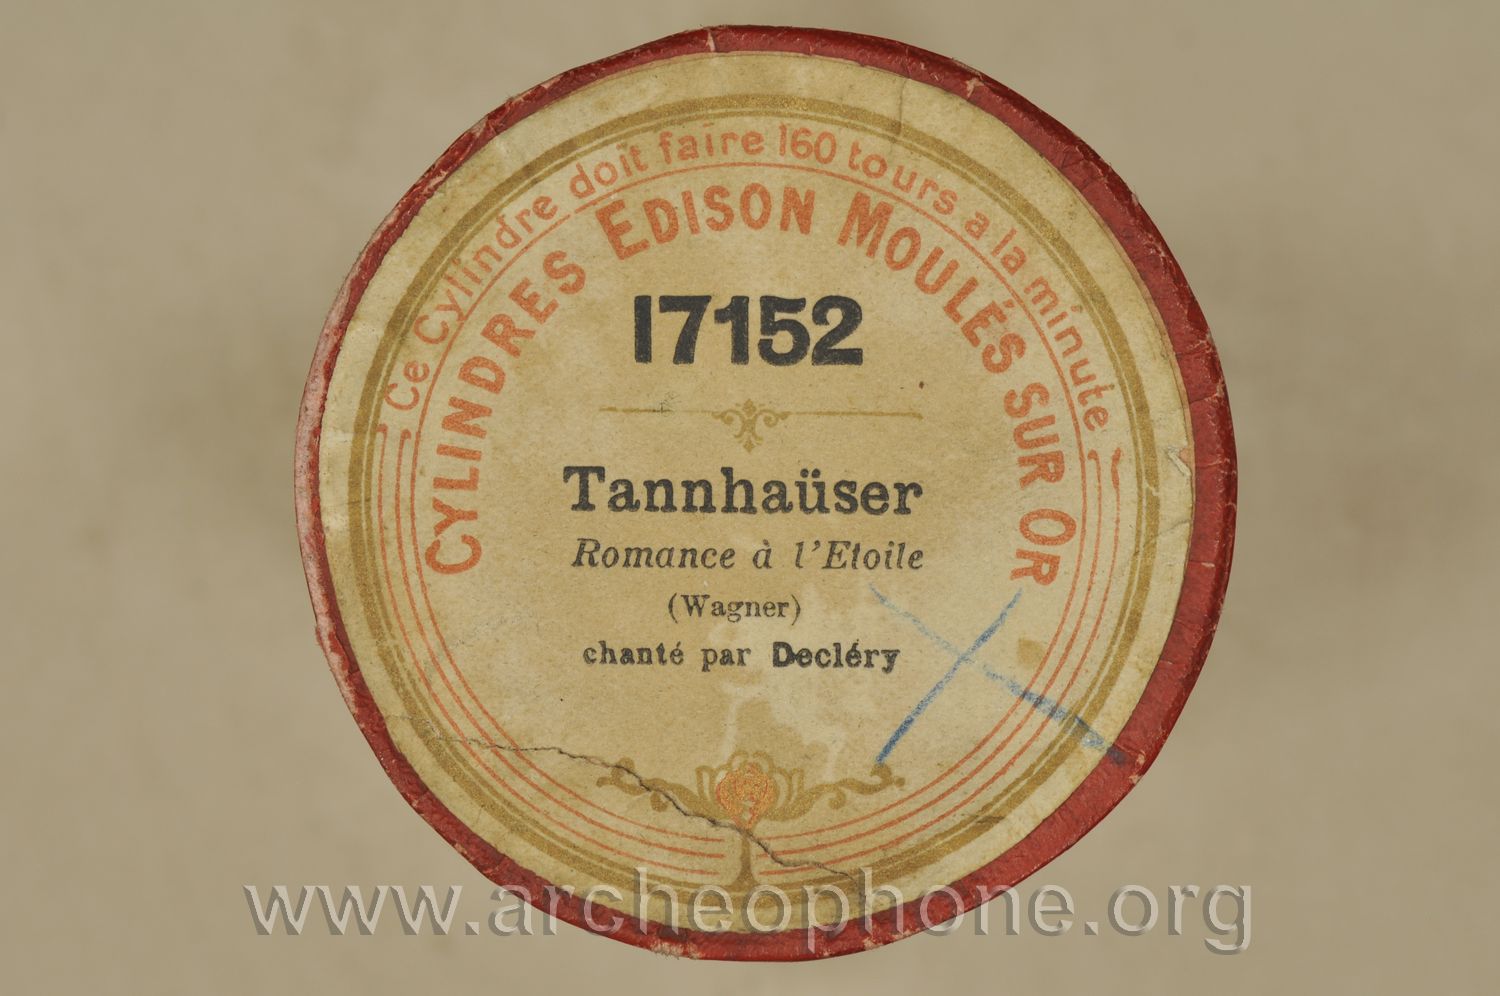 Ce Cylindre doit faire 160 tours a la minute
CYLINDRES EDISON MOULÉS SUR OR
17152
Tannhaüser
Romance à l'Etoile
(Wagner)
chanté par Decléry
www.archeophone.org